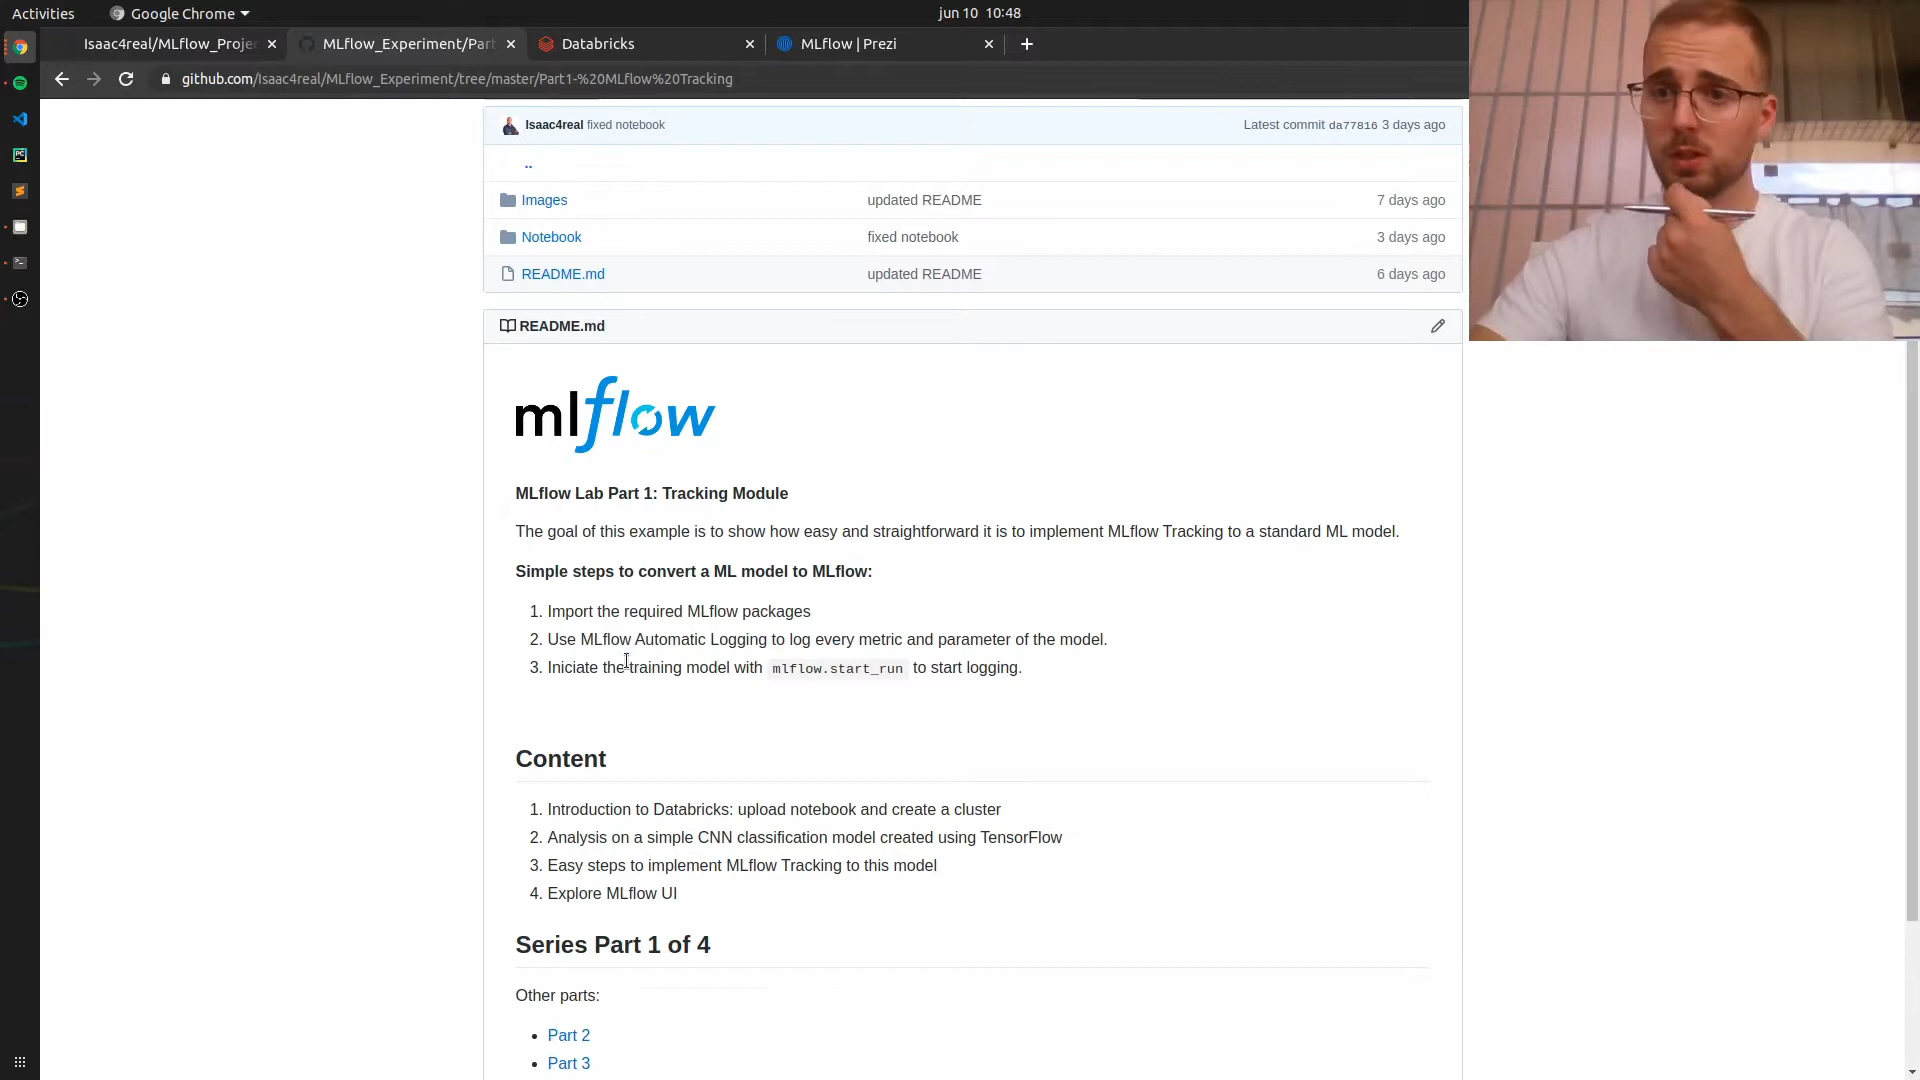 Activities
Google Chrome
jun 10 10:48
Isaac4real/MLflow_Proje
MLflow_Experiment/Part
Databricks
MLflow | Prezi
github.com/Isaac4real/MLflow_Experiment/tree/master/Part1-%20MLflow%20Tracking
Isaac4real fixed notebook
Latest commit da77816 3 days ago
..
Images updated README 7 days ago
Notebook fixed notebook 3 days ago
README.md updated README 6 days ago
README.md
mlflow
MLflow Lab Part 1: Tracking Module
The goal of this example is to show how easy and straightforward it is to implement MLflow Tracking to a standard ML model.
Simple steps to convert a ML model to MLflow:
1. Import the required MLflow packages
2. Use MLflow Automatic Logging to log every metric and parameter of the model.
3. Iniciate the training model with mlflow.start_run to start logging.
Content
1. Introduction to Databricks: upload notebook and create a cluster
2. Analysis on a simple CNN classification model created using TensorFlow
3. Easy steps to implement MLflow Tracking to this model
4. Explore MLflow UI
Series Part 1 of 4
Other parts:
• Part 2
• Part 3